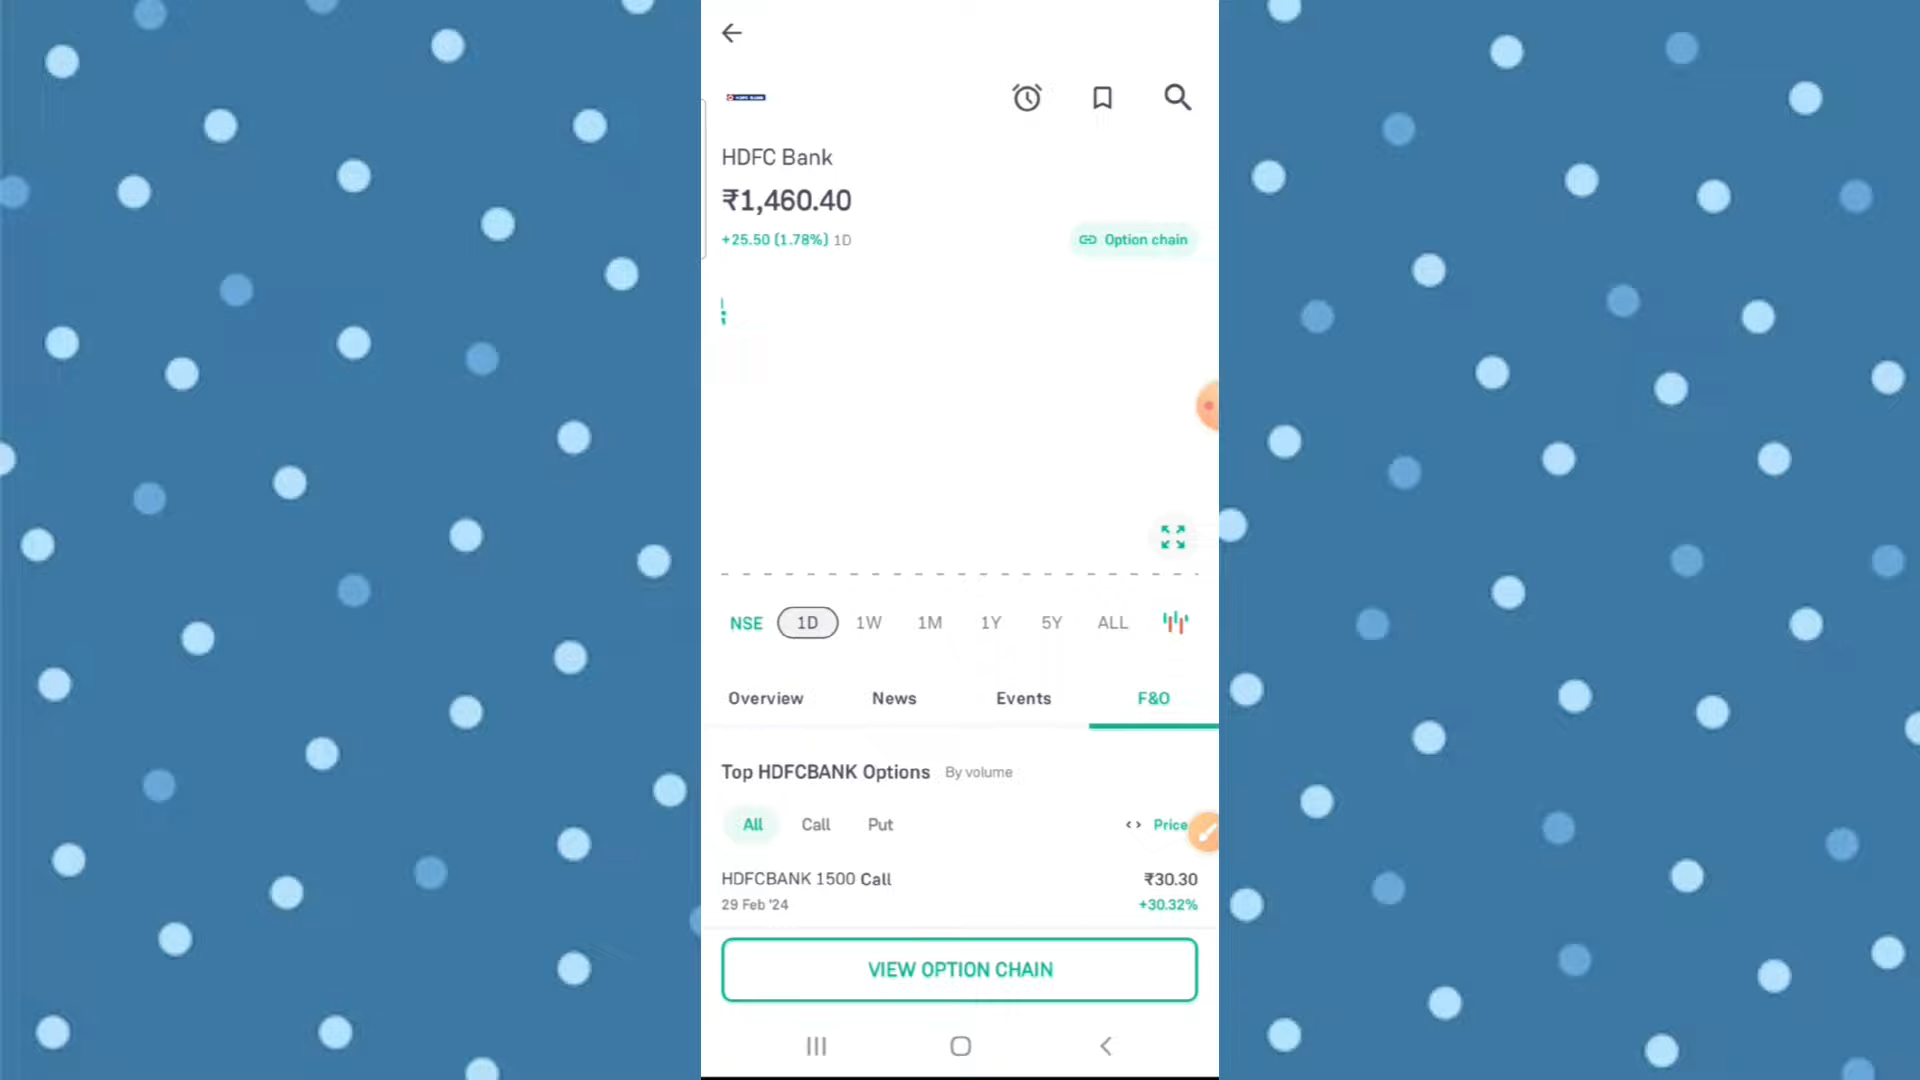 HDFC BANK
HDFC Bank
₹1,460.40
+25.50 (1.78%) 1D
Option chain
NSE 1D 1W 1M 1Y 5Y ALL
Overview News Events F&O
Top HDFCBANK Options By volume
All Call Put <> Price
HDFCBANK 1500 Call ₹30.30
29 Feb '24 +30.32%
VIEW OPTION CHAIN